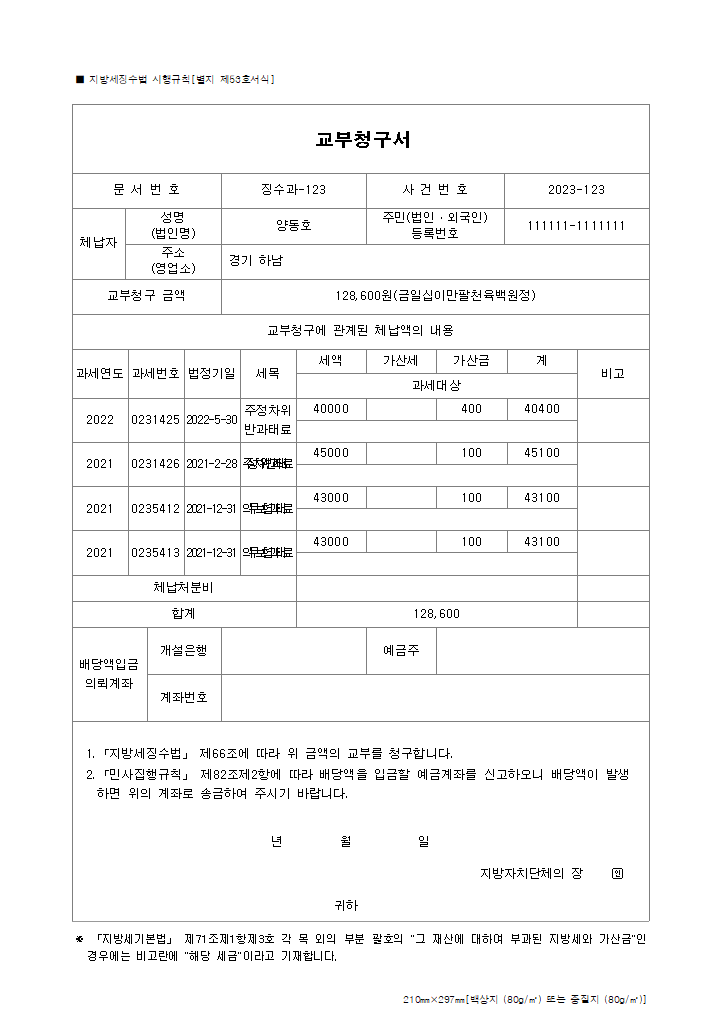 ■ 지방세징수법 시행규칙[별지 제53호서식]
교부청구서
문 서 번 호 징수과-123 사 건 번 호 2023-123
체납자 성명 (법인명) 양동호 주민(법인ㆍ외국인) 등록번호 111111-1111111
주소 (영업소) 경기 하남
교부청구 금액 128,600원(금일십이만팔천육백원정)
교부청구에 관계된 체납액의 내용
과세연도 과세번호 법정기일 세목 세액 가산세 가산금 계 비고
과세대상
2022 0231425 2022-5-30 주정차위반과태료 40000 400 40400
2021 0231426 2021-2-28 45000 100 45100
2021 0235412 2021-12-31 43000 100 43100
2021 0235413 2021-12-31 43000 100 43100
체납처분비
합계 128,600
배당액입금 의뢰계좌 개설은행 예금주
계좌번호
1. 「지방세징수법」 제66조에 따라 위 금액의 교부를 청구합니다.
2. 「민사집행규칙」 제82조제2항에 따라 배당액을 입금할 예금계좌를 신고하오니 배당액이 발생
하면 위의 계좌로 송금하여 주시기 바랍니다.
년 월 일
지방자치단체의 장 인
귀하
※ 「지방세기본법」 제71조제1항제3호 각 목 외의 부분 괄호의 "그 재산에 대하여 부과된 지방세와 가산금"인
경우에는 비고란에 "해당 세금"이라고 기재합니다.
210㎜×297㎜[백상지 (80g/㎡) 또는 중질지 (80g/㎡)]